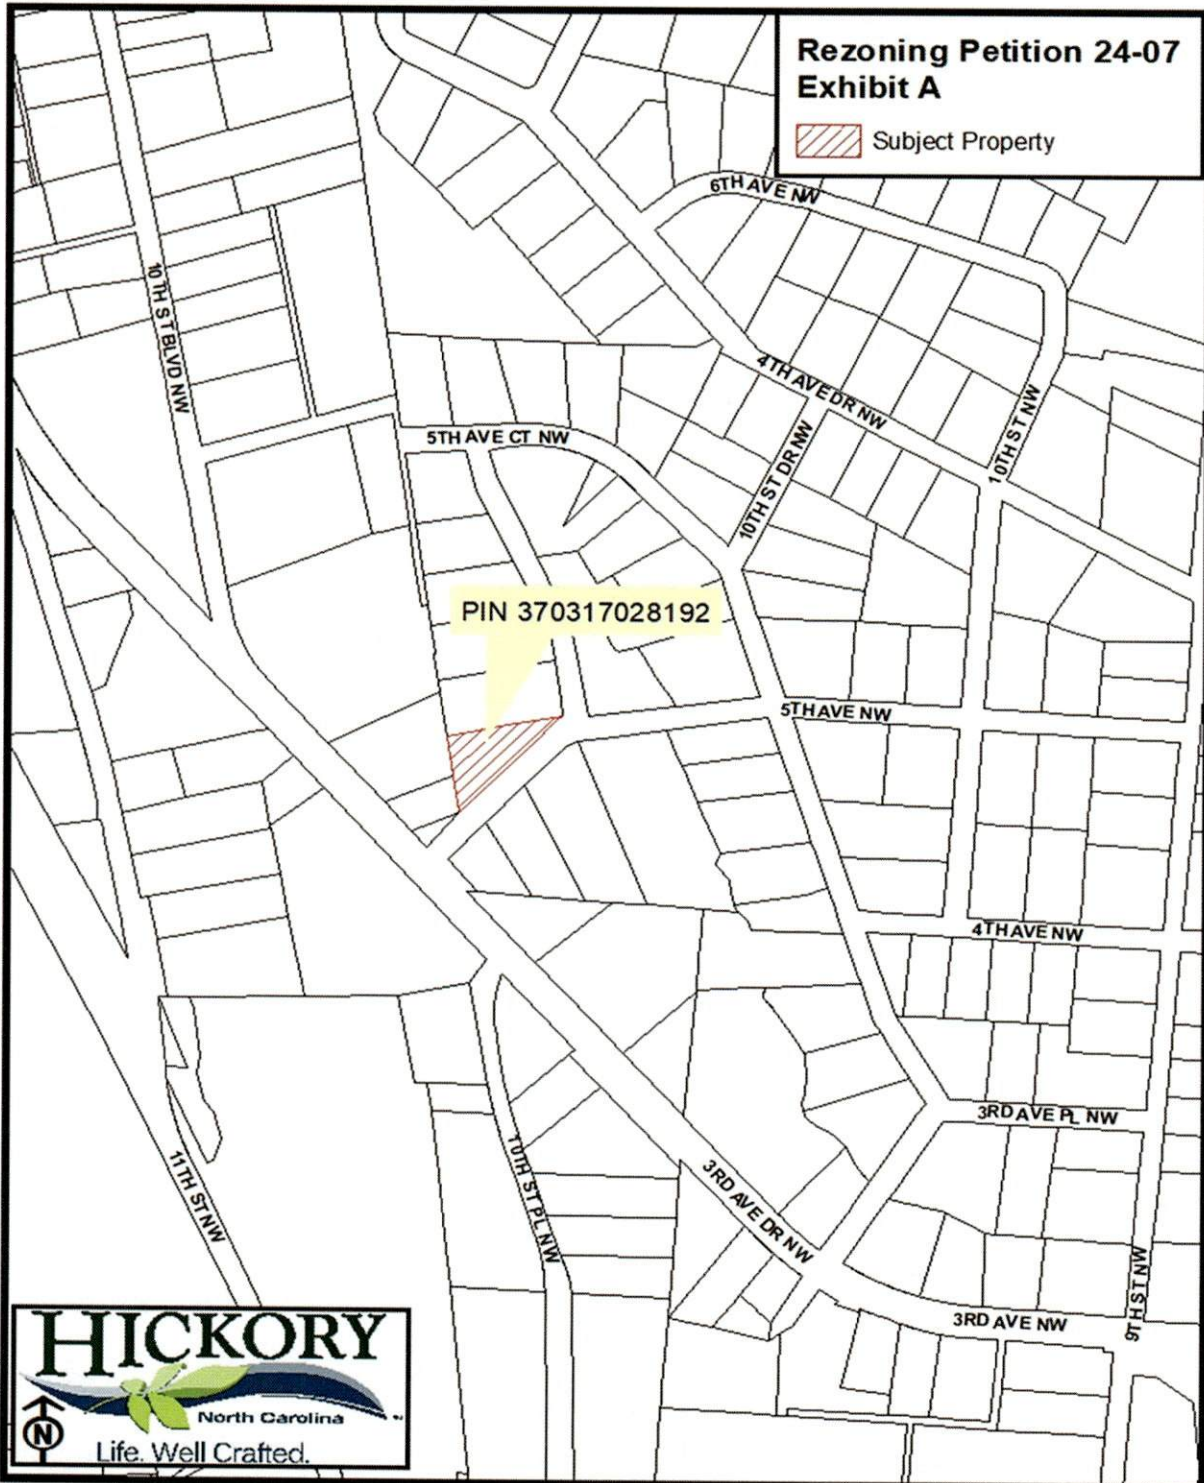 Rezoning Petition 24-07
Exhibit A
Subject Property
6TH AVE NW
10TH ST BLVD NW
4TH AVE DR NW
10TH ST NW
5TH AVE CT NW
10TH ST DR NW
PIN 370317028192
5TH AVE NW
4TH AVE NW
3RD AVE PL NW
11TH ST NW
10TH ST PL NW
3RD AVE DR NW
9TH ST NW
3RD AVE NW
HICKORY
North Carolina
N
Life. Well Crafted.